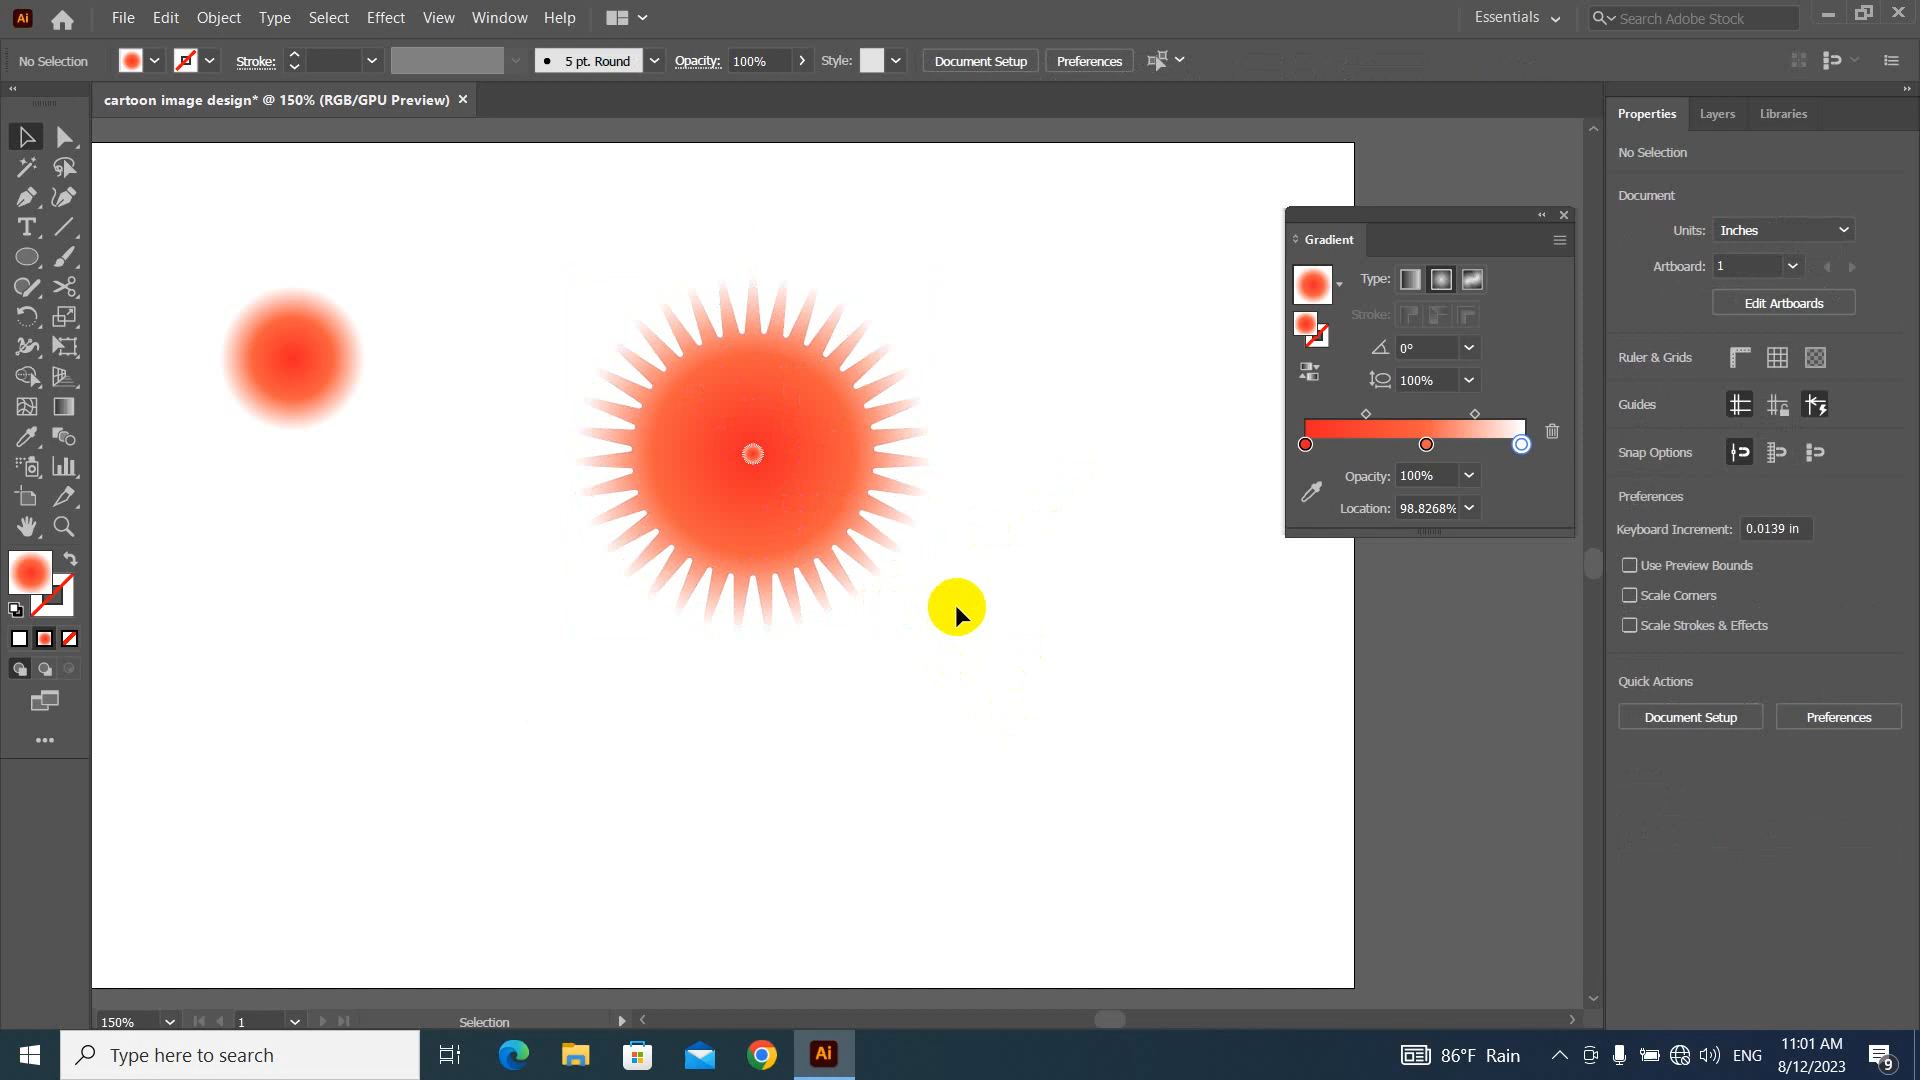 Ai File Edit Object Type Select Effect View Window Help Essentials Search Adobe Stock
No Selection Stroke: 5 pt. Round Opacity: 100% Style: Document Setup Preferences
cartoon image design* @ 150% (RGB/GPU Preview) ×
Properties Layers Libraries
No Selection
Document
Units: Inches
Artboard: 1
Edit Artboards
Ruler & Grids
Guides
Snap Options
Preferences
Keyboard Increment: 0.0139 in
Use Preview Bounds
Scale Corners
Scale Strokes & Effects
Quick Actions
Document Setup Preferences
Gradient
Type:
Stroke:
0°
100%
Opacity: 100%
Location: 98.8268%
150% 1 Selection
Type here to search
Ai
86°F Rain
ENG
11:01 AM
8/12/2023
9